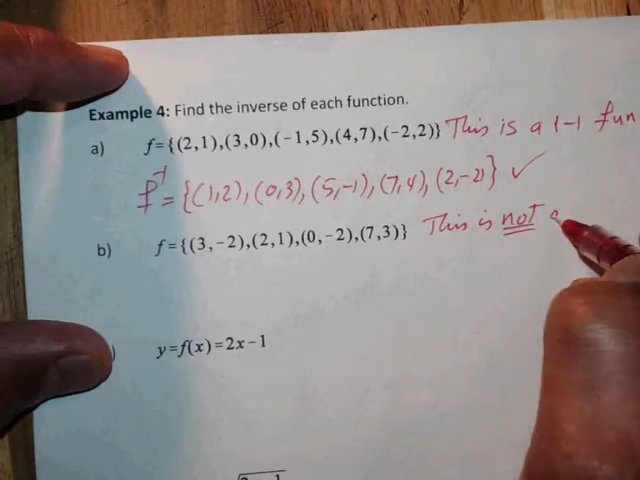 Example 4: Find the inverse of each function.
a) f={(2,1),(3,0),(-1,5),(4,7),(-2,2)} This is a 1-1 fun
f⁻¹ = {(1,2), (0,3), (5,-1), (7,4), (2,-2)} ✓
b) f={(3,-2),(2,1),(0,-2),(7,3)} This is not a
) y=f(x)=2x-1